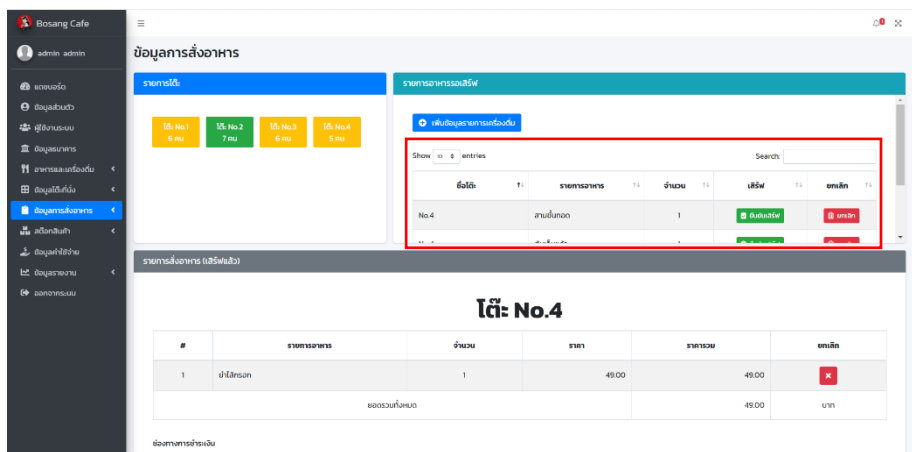 Bosang Cafe
admin admin
แดชบอร์ด
ข้อมูลส่วนตัว
ผู้ใช้งานระบบ
ข้อมูลธนาคาร
อาหารและเครื่องดื่ม
ข้อมูลโต๊ะที่นั่ง
ข้อมูลการสั่งอาหาร
สต๊อกสินค้า
ข้อมูลค่าใช้จ่าย
ข้อมูลรายงาน
ออกจากระบบ
ข้อมูลการสั่งอาหาร
รายการโต๊ะ
โต๊ะ No.1 โต๊ะ No.2 โต๊ะ No.3 โต๊ะ No.4
6 คน 7 คน 6 คน 5 คน
รายการอาหารรอเสิร์ฟ
เพิ่มข้อมูลรายการเครื่องดื่ม
Show 10 entries Search:
ชื่อโต๊ะ รายการอาหาร จำนวน เสิร์ฟ ยกเลิก
No.4 สามชั้นทอด 1 ยืนยันเสิร์ฟ ยกเลิก
รายการสั่งอาหาร (เสิร์ฟแล้ว)
โต๊ะ No.4
# รายการอาหาร จำนวน ราคา ราคารวม ยกเลิก
1 ยำไส้กรอก 1 49.00 49.00
ยอดรวมทั้งหมด 49.00 บาท
ช่องทางการชำระเงิน